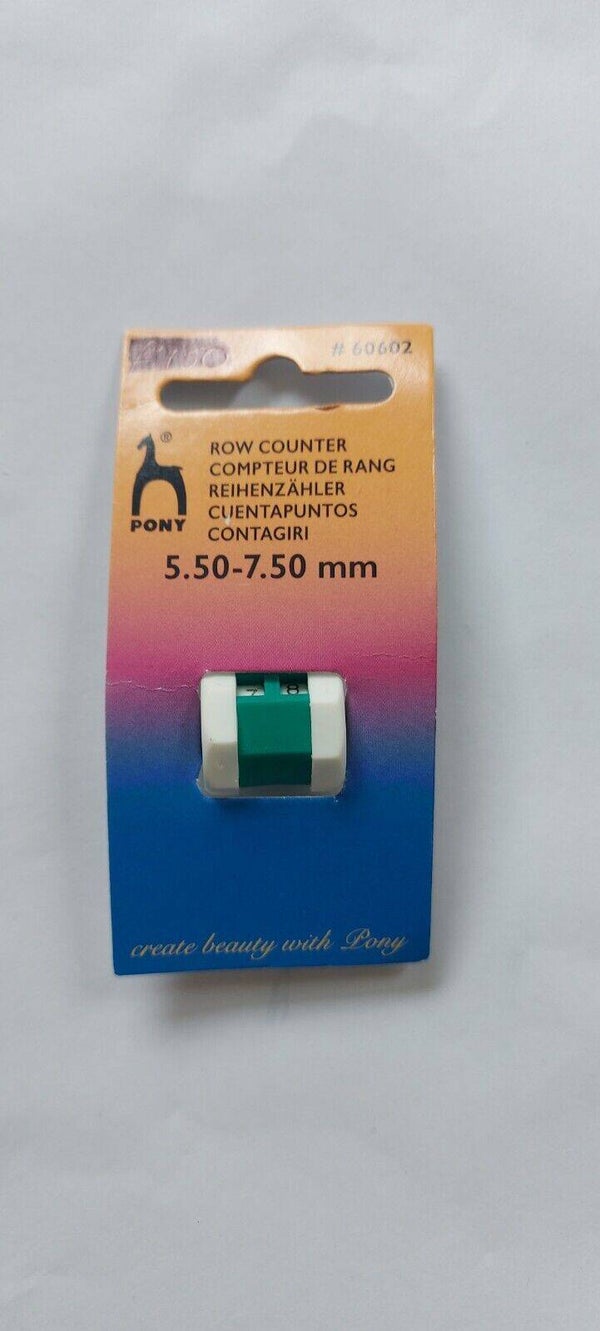 # 60602
®
PONY
ROW COUNTER
COMPTEUR DE RANG
REIHENZÄHLER
CUENTAPUNTOS
CONTAGIRI
5.50-7.50 mm
7 8
create beauty with Pony